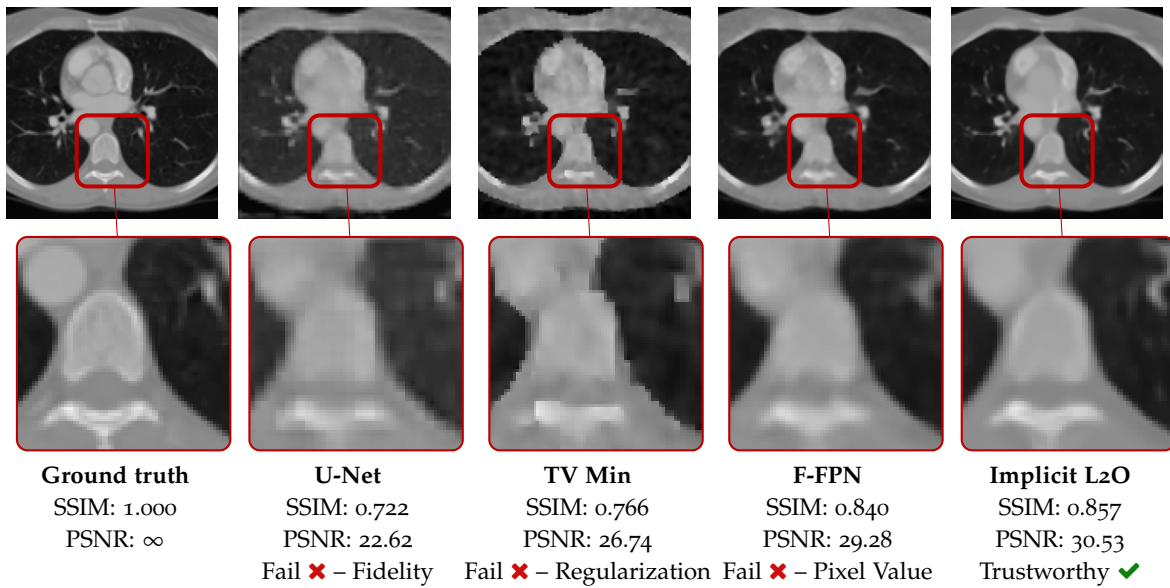 Ground truth
SSIM: 1.000
PSNR: ∞
U-Net
SSIM: 0.722
PSNR: 22.62
Fail ✖ – Fidelity
TV Min
SSIM: 0.766
PSNR: 26.74
Fail ✖ – Regularization
F-FPN
SSIM: 0.840
PSNR: 29.28
Fail ✖ – Pixel Value
Implicit L2O
SSIM: 0.857
PSNR: 30.53
Trustworthy ✔